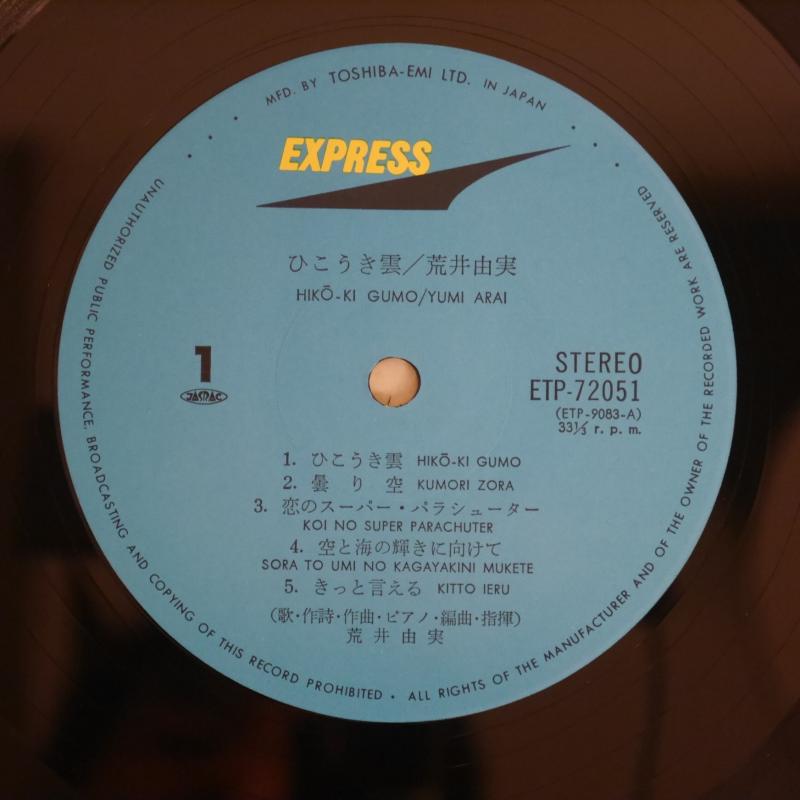 MFD. BY TOSHIBA-EMI LTD. IN JAPAN
EXPRESS
ひこうき雲/荒井由実
HIKŌ-KI GUMO/YUMI ARAI
1
JASRAC
STEREO
ETP-72051
(ETP-9083-A)
33⅓ r. p. m.
1. ひこうき雲 HIKŌ-KI GUMO
2. 曇り空 KUMORI ZORA
3. 恋のスーパー・パラシューター
KOI NO SUPER PARACHUTER
4. 空と海の輝きに向けて
SORA TO UMI NO KAGAYAKINI MUKETE
5. きっと言える KITTO IERU
(歌・作詩・作曲・ピアノ・編曲・指揮)
荒井由実
UNAUTHORIZED PUBLIC PERFORMANCE, BROADCASTING AND COPYING OF THIS RECORD PROHIBITED • ALL RIGHTS OF THE MANUFACTURER AND OF THE OWNER OF THE RECORDED WORK ARE RESERVED